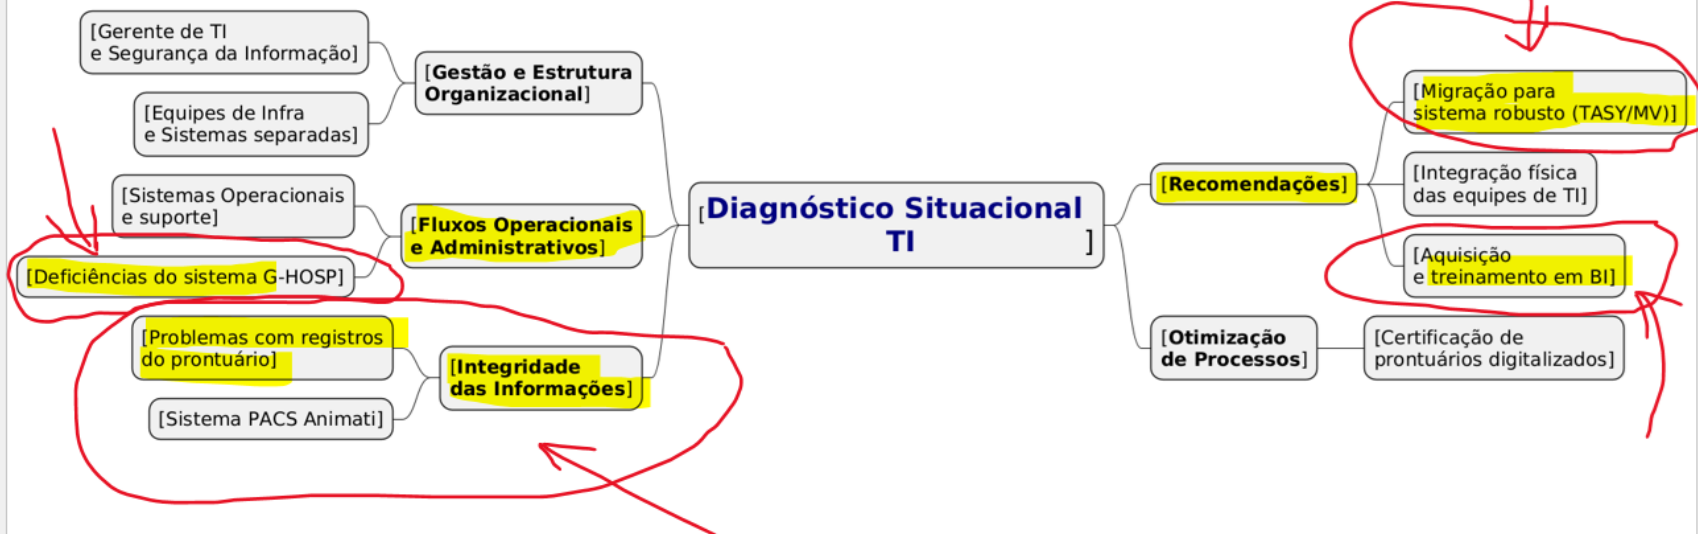 [Gerente de TI
e Segurança da Informação]
[Equipes de Infra
e Sistemas separadas]
[Gestão e Estrutura
Organizacional]
[Sistemas Operacionais
e suporte]
[Deficiências do sistema G-HOSP]
[Fluxos Operacionais
e Administrativos]
[Problemas com registros
do prontuário]
[Sistema PACS Animati]
[Integridade
das Informações]
[Diagnóstico Situacional
TI ]
[Recomendações]
[Migração para
sistema robusto (TASY/MV)]
[Integração física
das equipes de TI]
[Aquisição
e treinamento em BI]
[Otimização
de Processos]
[Certificação de
prontuários digitalizados]